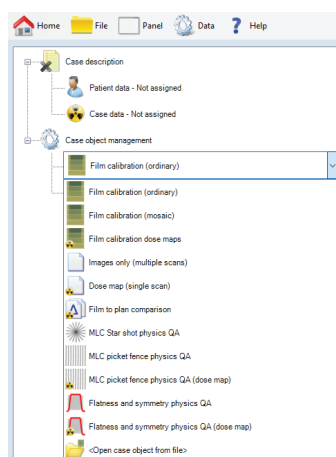 Home File Panel Data Help
Case description
Patient data - Not assigned
Case data - Not assigned
Case object management
Film calibration (ordinary)
Film calibration (ordinary)
Film calibration (mosaic)
Film calibration dose maps
Images only (multiple scans)
Dose map (single scan)
Film to plan comparison
MLC Star shot physics QA
MLC picket fence physics QA
MLC picket fence physics QA (dose map)
Flatness and symmetry physics QA
Flatness and symmetry physics QA (dose map)
<Open case object from file>